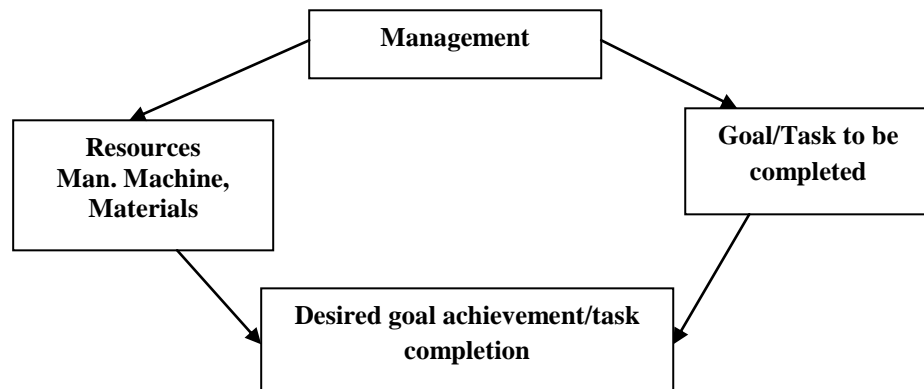 Management
Resources
Man. Machine,
Materials
Goal/Task to be
completed
Desired goal achievement/task
completion